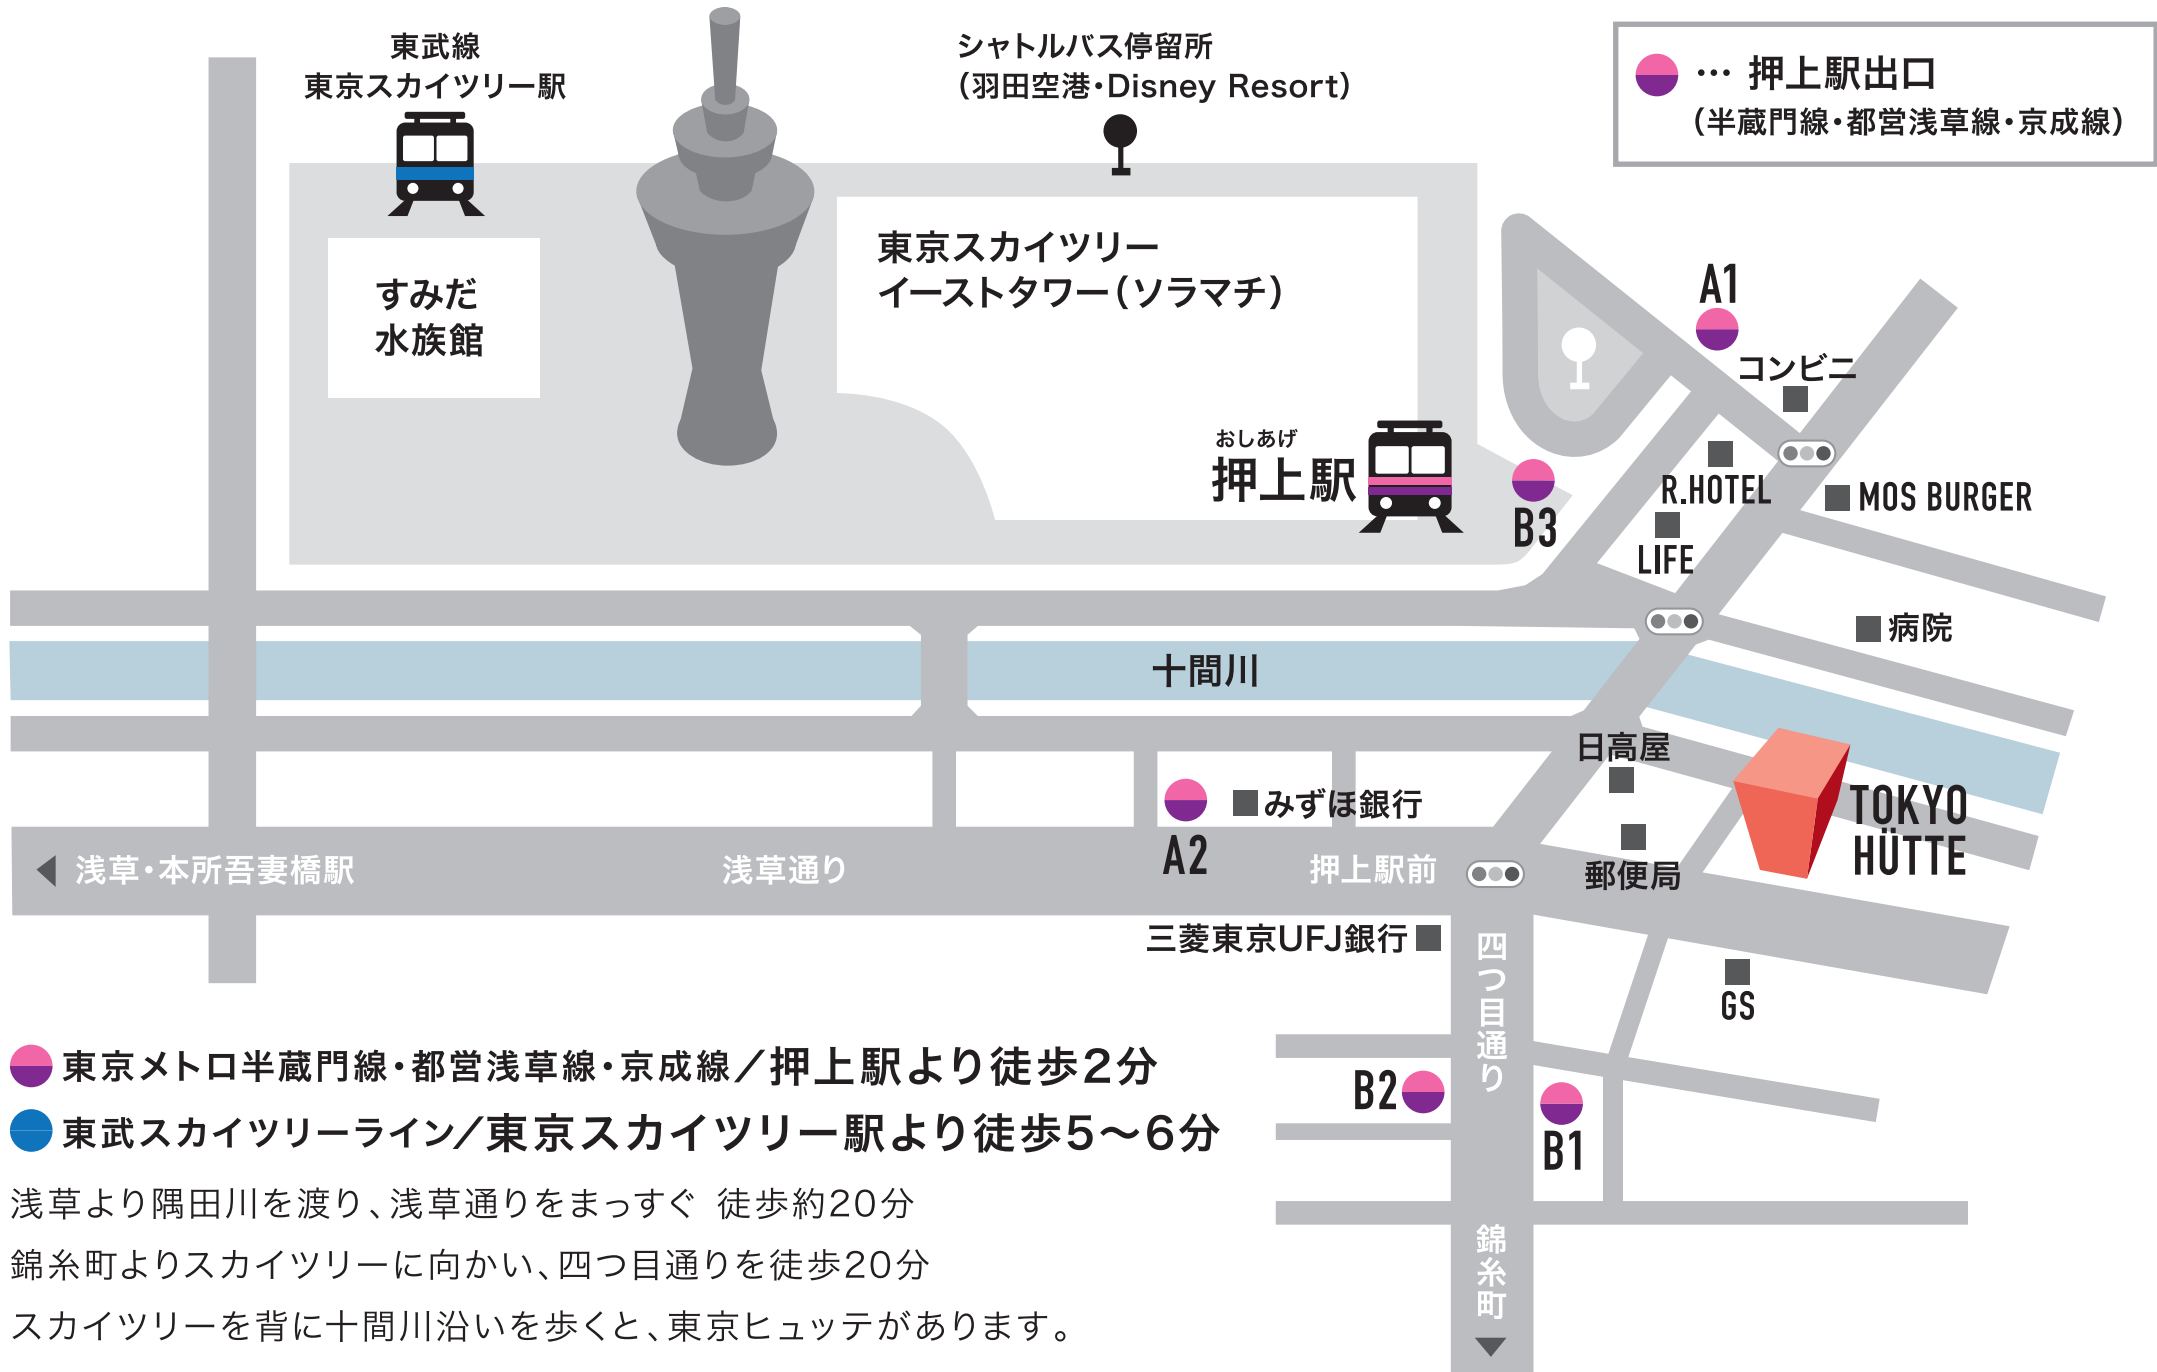 東武線
東京スカイツリー駅
シャトルバス停留所
(羽田空港・Disney Resort)
… 押上駅出口
(半蔵門線・都営浅草線・京成線)
すみだ
水族館
東京スカイツリー
イーストタワー(ソラマチ)
A1
コンビニ
おしあげ
押上駅
B3
R.HOTEL
MOS BURGER
LIFE
病院
十間川
日高屋
みずほ銀行
A2
TOKYO
HÜTTE
浅草・本所吾妻橋駅
浅草通り
押上駅前
郵便局
三菱東京UFJ銀行
四つ目通り
GS
B2
B1
錦糸町
東京メトロ半蔵門線・都営浅草線・京成線/押上駅より徒歩2分
東武スカイツリーライン/東京スカイツリー駅より徒歩5〜6分
浅草より隅田川を渡り、浅草通りをまっすぐ 徒歩約20分
錦糸町よりスカイツリーに向かい、四つ目通りを徒歩20分
スカイツリーを背に十間川沿いを歩くと、東京ヒュッテがあります。